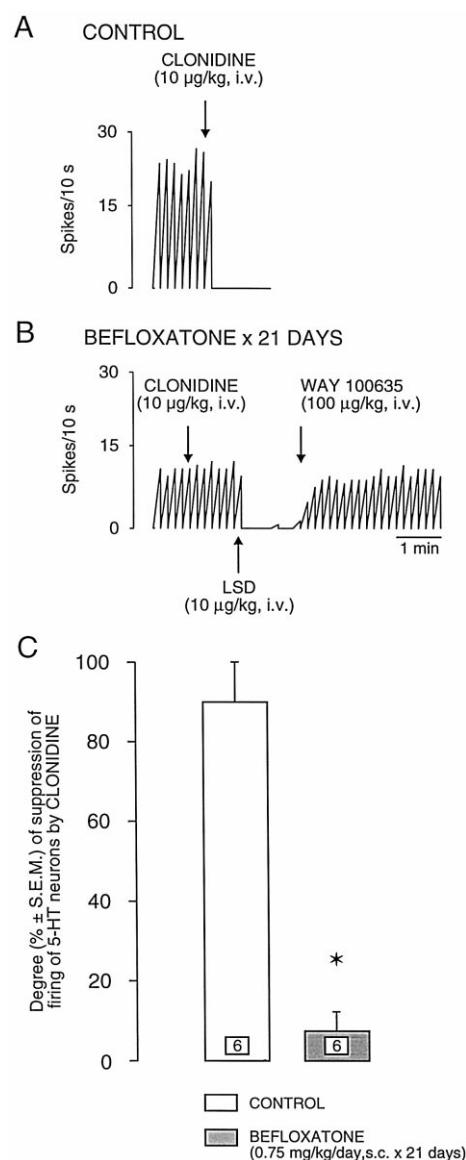 A CONTROL
CLONIDINE
(10 µg/kg, i.v.)
30
15
0
Spikes/10 s
B BEFLOXATONE x 21 DAYS
CLONIDINE
(10 µg/kg, i.v.)
WAY 100635
(100 µg/kg, i.v.)
30
15
0
Spikes/10 s
1 min
LSD
(10 µg/kg, i.v.)
C
100
80
60
40
20
0
Degree (% ± S.E.M.) of suppression of
firing of 5-HT neurons by CLONIDINE
*
6
6
CONTROL
BEFLOXATONE
(0.75 mg/kg/day,s.c. x 21 days)